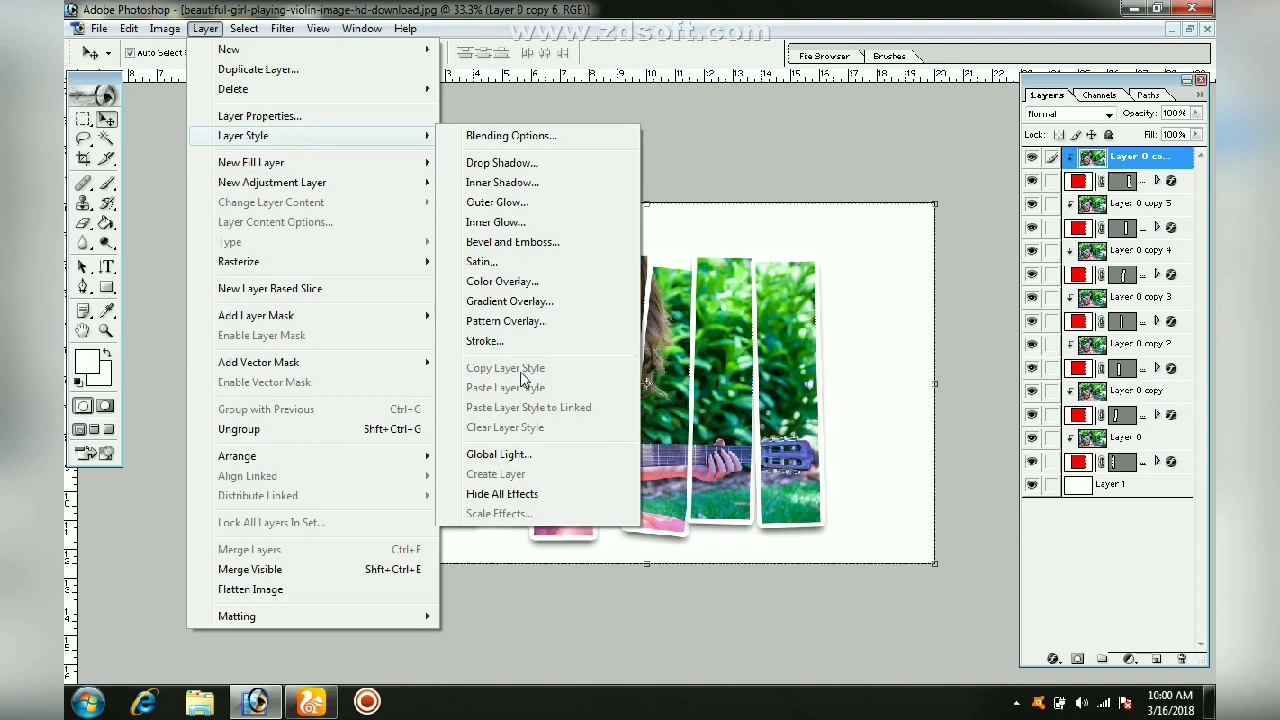 Adobe Photoshop - [beautiful-girl-playing-violin-image-hd-download.jpg @ 33.3% (Layer 0 copy 6, RGB)]
www.zdsoft.com
File Edit Image Layer Select Filter View Window Help
Auto Select
File Browser
Brushes
New
Duplicate Layer...
Delete
Layer Properties...
Layer Style
New Fill Layer
New Adjustment Layer
Change Layer Content
Layer Content Options...
Type
Rasterize
New Layer Based Slice
Add Layer Mask
Enable Layer Mask
Add Vector Mask
Enable Vector Mask
Group with Previous Ctrl+G
Ungroup Shft+Ctrl+G
Arrange
Align Linked
Distribute Linked
Lock All Layers In Set...
Merge Layers Ctrl+E
Merge Visible Shft+Ctrl+E
Flatten Image
Matting
Blending Options...
Drop Shadow...
Inner Shadow...
Outer Glow...
Inner Glow...
Bevel and Emboss...
Satin...
Color Overlay...
Gradient Overlay...
Pattern Overlay...
Stroke...
Copy Layer Style
Paste Layer Style
Paste Layer Style to Linked
Clear Layer Style
Global Light...
Create Layer
Hide All Effects
Scale Effects...
Layers Channels Paths
Normal Opacity: 100%
Lock: Fill: 100%
Layer 0 co...
...
Layer 0 copy 5
...
Layer 0 copy 4
...
Layer 0 copy 3
...
Layer 0 copy 2
...
Layer 0 copy
...
Layer 0
...
Layer 1
10:00 AM
3/16/2018